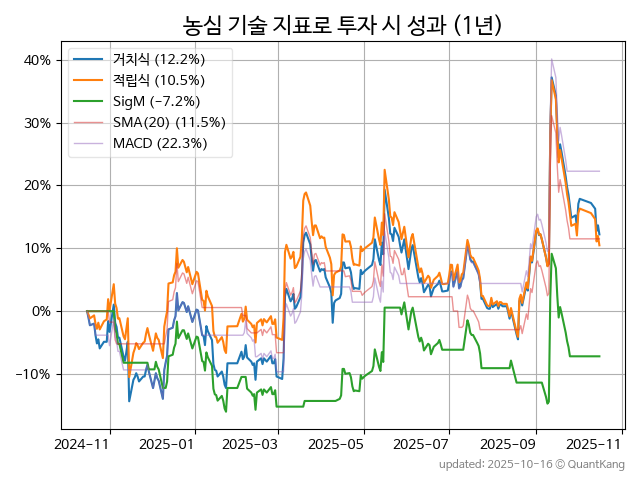 농심 기술 지표로 투자 시 성과 (1년)
거치식 (12.2%)
적립식 (10.5%)
SigM (-7.2%)
SMA(20) (11.5%)
MACD (22.3%)
40%
30%
20%
10%
0%
−10%
2024-11
2025-01
2025-03
2025-05
2025-07
2025-09
2025-11
updated: 2025-10-16 © QuantKang